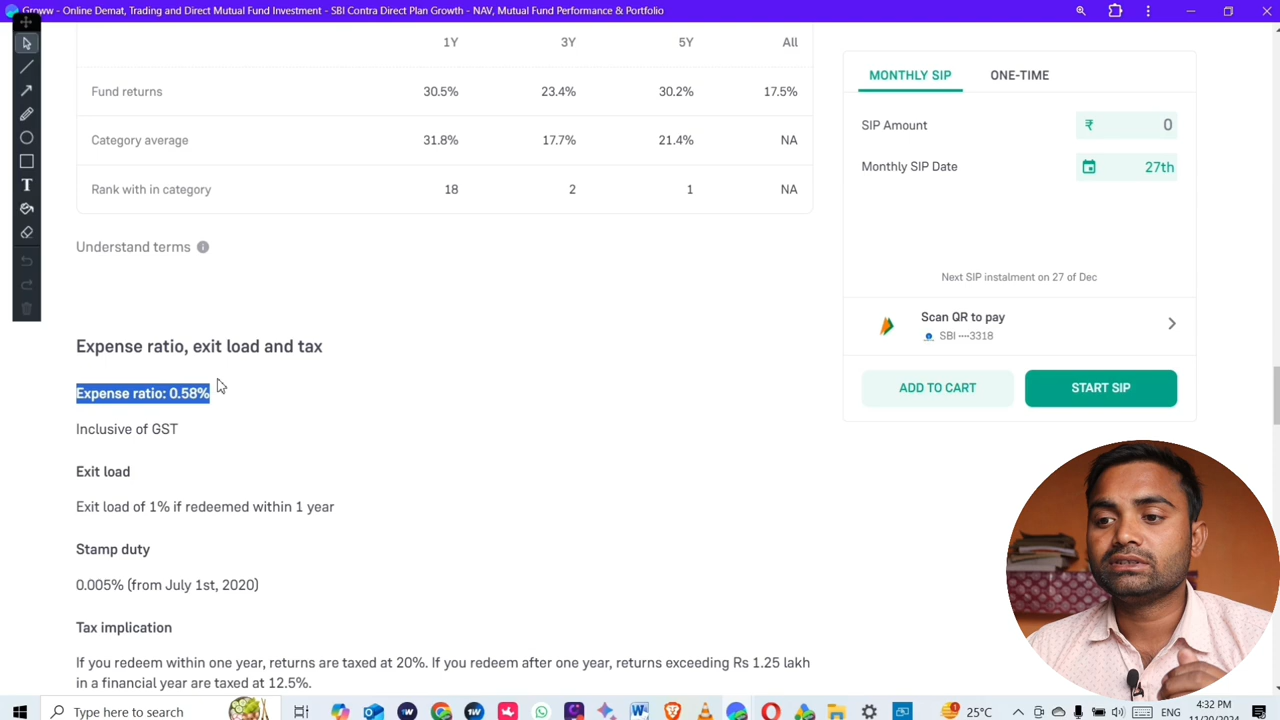 Groww - Online Demat, Trading and Direct Mutual Fund Investment - SBI Contra Direct Plan Growth - NAV, Mutual Fund Performance & Portfolio
1Y 3Y 5Y All
Fund returns 30.5% 23.4% 30.2% 17.5%
Category average 31.8% 17.7% 21.4% NA
Rank with in category 18 2 1 NA
Understand terms
Expense ratio, exit load and tax
Expense ratio: 0.58%
Inclusive of GST
Exit load
Exit load of 1% if redeemed within 1 year
Stamp duty
0.005% (from July 1st, 2020)
Tax implication
If you redeem within one year, returns are taxed at 20%. If you redeem after one year, returns exceeding Rs 1.25 lakh
in a financial year are taxed at 12.5%.
MONTHLY SIP ONE-TIME
SIP Amount ₹ 0
Monthly SIP Date 27th
Next SIP instalment on 27 of Dec
Scan QR to pay
SBI ····3318
ADD TO CART START SIP
T
Type here to search
25°C
4:32 PM